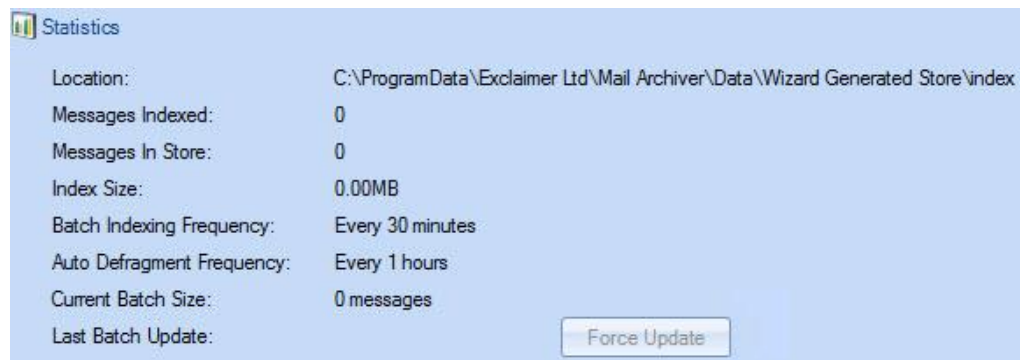 Statistics
Location: C:\ProgramData\Exclaimer Ltd\Mail Archiver\Data\Wizard Generated Store\index
Messages Indexed: 0
Messages In Store: 0
Index Size: 0.00MB
Batch Indexing Frequency: Every 30 minutes
Auto Defragment Frequency: Every 1 hours
Current Batch Size: 0 messages
Last Batch Update: Force Update